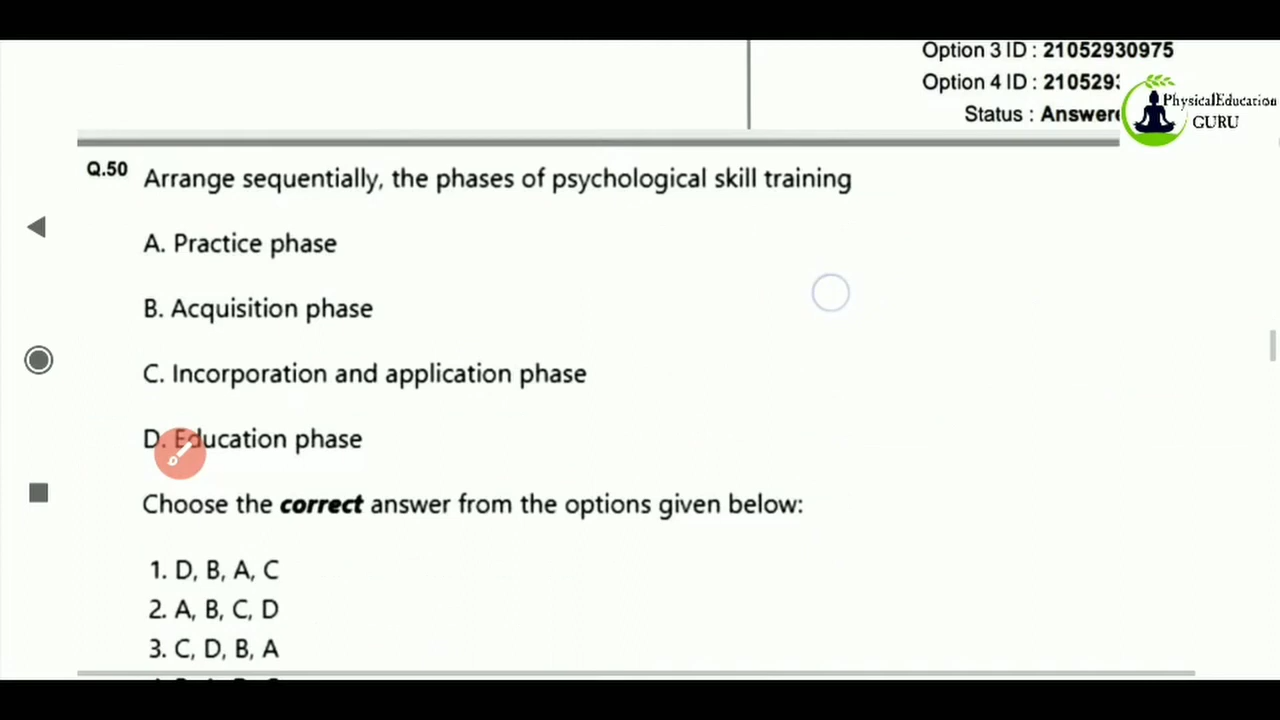 Option 3 ID : 21052930975
Option 4 ID : 210529
Status : Answere
PhysicalEducation
GURU
Q.50 Arrange sequentially, the phases of psychological skill training
A. Practice phase
B. Acquisition phase
C. Incorporation and application phase
D. Education phase
Choose the correct answer from the options given below:
1. D, B, A, C
2. A, B, C, D
3. C, D, B, A